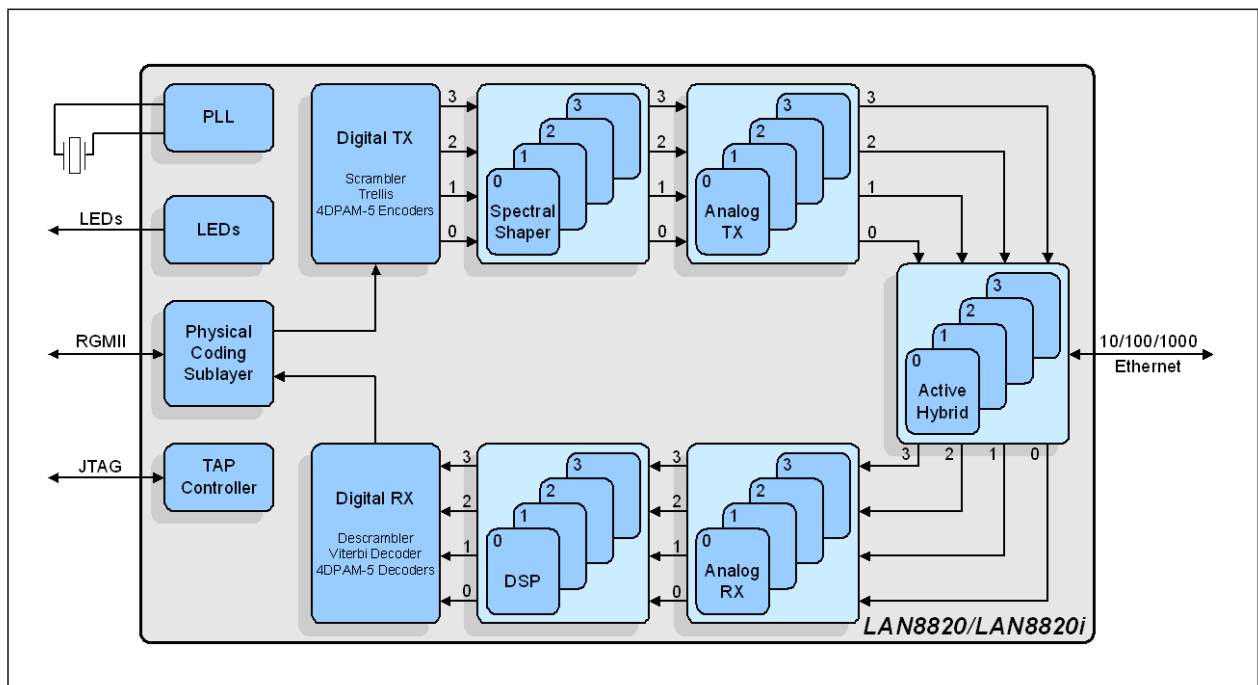 PLL
LEDs
LEDs
RGMII
Physical
Coding
Sublayer
JTAG
TAP
Controller
Digital TX
Scrambler
Trellis
4DPAM-5 Encoders
3
2
1
0
3
2
1
0
Spectral
Shaper
3
2
1
0
3
2
1
0
Analog
TX
3
2
1
0
3
2
1
0
Active
Hybrid
10/100/1000
Ethernet
3 2 1 0
Digital RX
Descrambler
Viterbi Decoder
4DPAM-5 Decoders
3
2
1
0
3
2
1
0
DSP
3
2
1
0
3
2
1
0
Analog
RX
LAN8820/LAN8820i